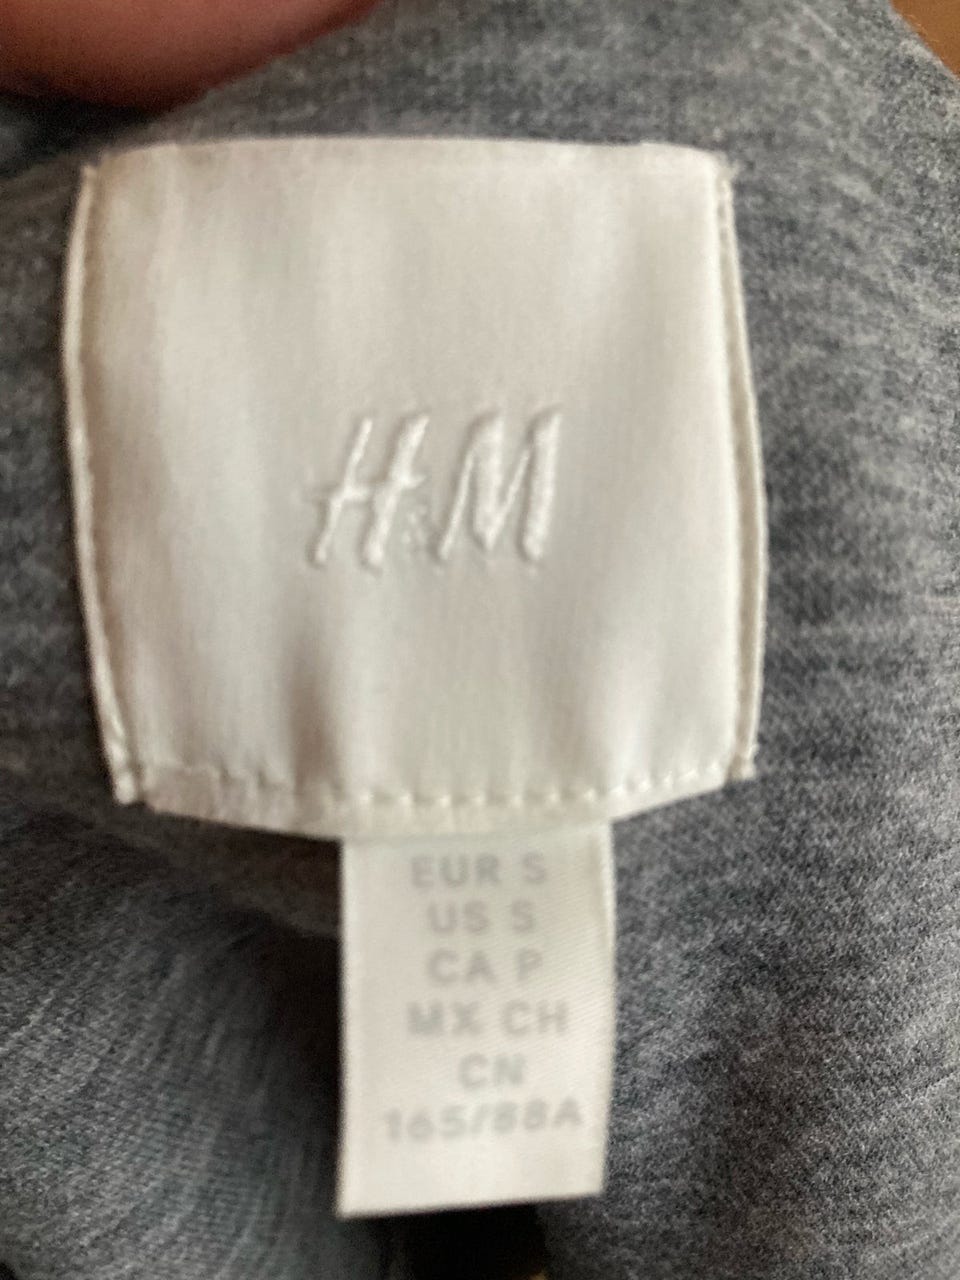 H&M
EUR S
US S
CA P
MX CH
CN
165/88A